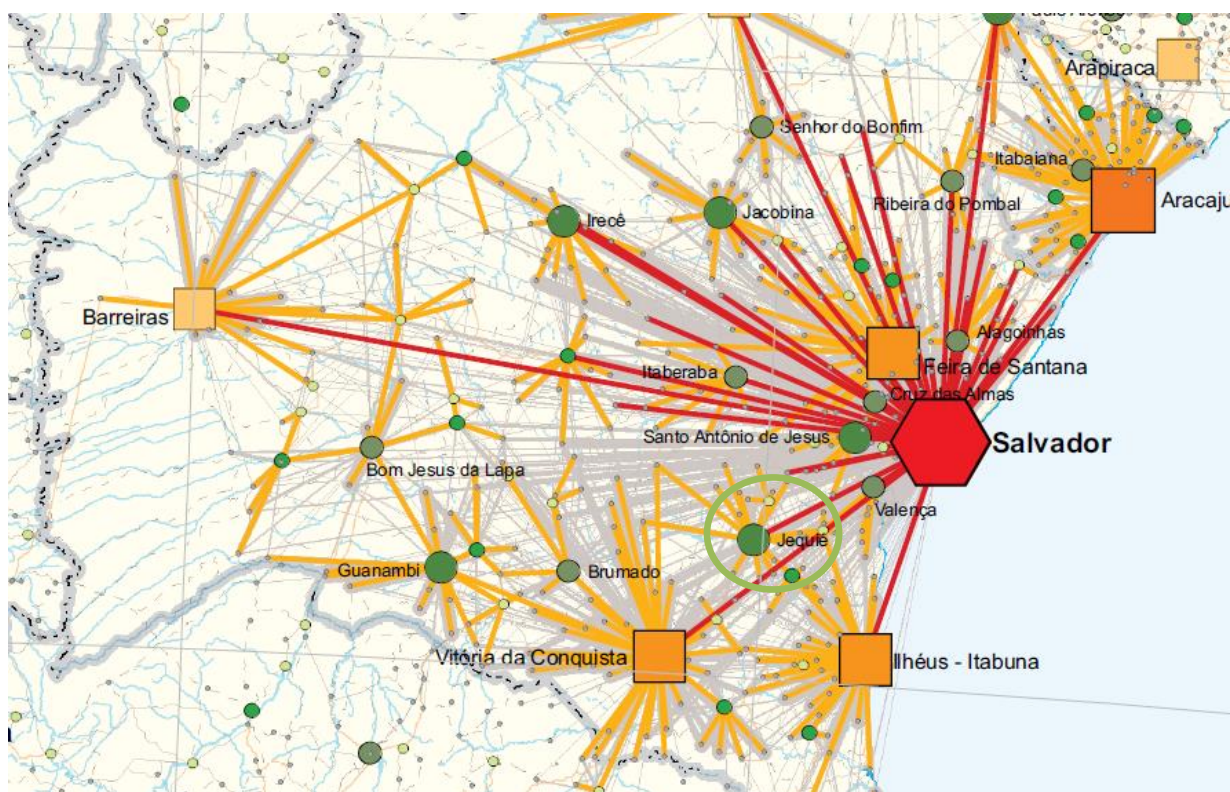 Arapiraca
Senhor do Bonfim
Itabaiana
Ribeira do Pombal
Aracaju
Jacobina
Irecê
Barreiras
Alagoinhas
Feira de Santana
Itaberaba
Cruz das Almas
Santo Antônio de Jesus
Salvador
Bom Jesus da Lapa
Valença
Jequié
Guanambi
Brumado
Vitória da Conquista
Ilhéus - Itabuna